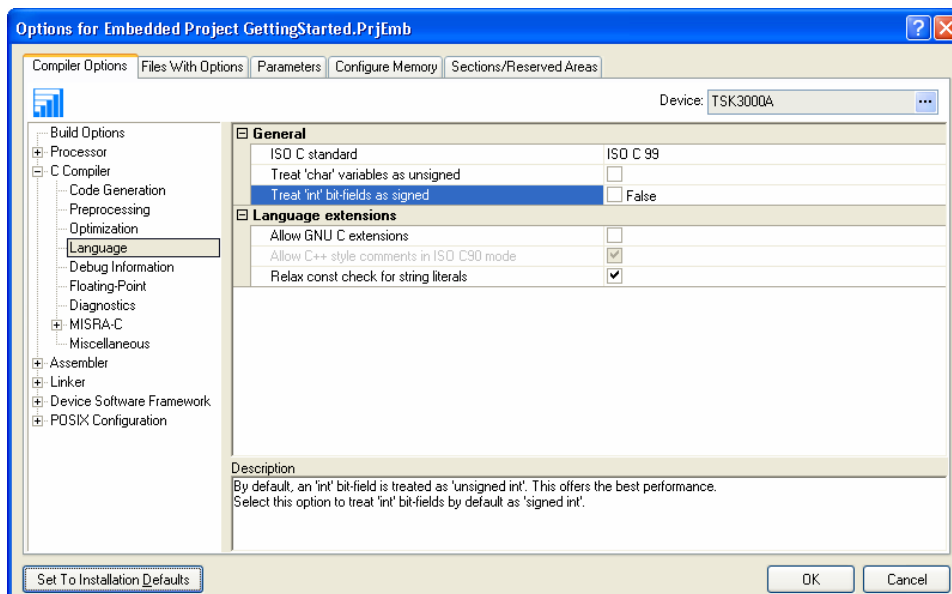 Options for Embedded Project GettingStarted.PrjEmb
Compiler Options Files With Options Parameters Configure Memory Sections/Reserved Areas
Device: TSK3000A ...
Build Options
Processor
C Compiler
Code Generation
Preprocessing
Optimization
Language
Debug Information
Floating-Point
Diagnostics
MISRA-C
Miscellaneous
Assembler
Linker
Device Software Framework
POSIX Configuration
General
ISO C standard ISO C 99
Treat 'char' variables as unsigned
Treat 'int' bit-fields as signed False
Language extensions
Allow GNU C extensions
Allow C++ style comments in ISO C90 mode
Relax const check for string literals
Description
By default, an 'int' bit-field is treated as 'unsigned int'. This offers the best performance.
Select this option to treat 'int' bit-fields by default as 'signed int'.
Set To Installation Defaults OK Cancel